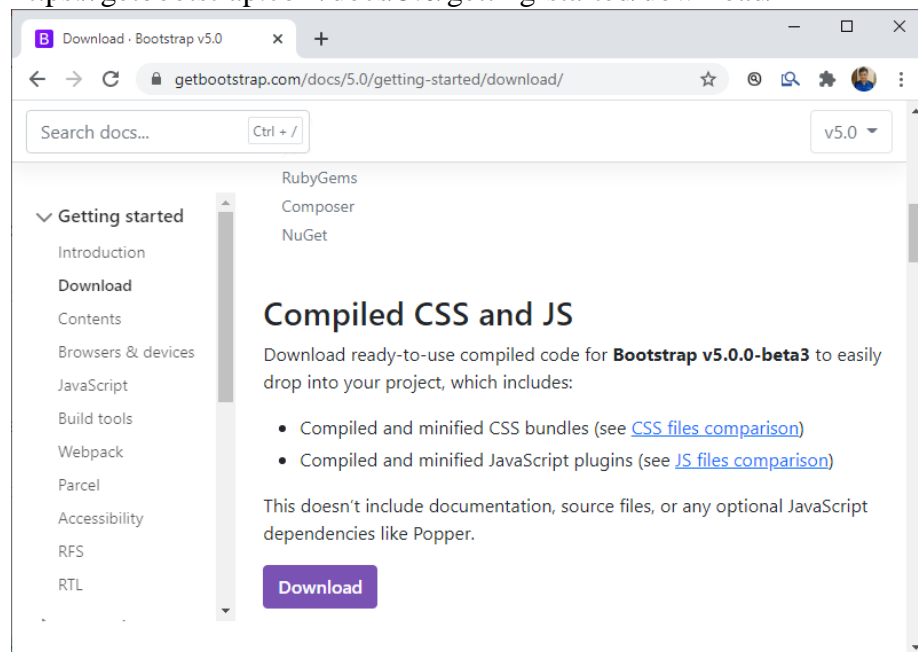 Download · Bootstrap v5.0
getbootstrap.com/docs/5.0/getting-started/download/
Search docs...
Ctrl + /
v5.0
RubyGems
Composer
NuGet
Getting started
Introduction
Download
Contents
Browsers & devices
JavaScript
Build tools
Webpack
Parcel
Accessibility
RFS
RTL
Compiled CSS and JS
Download ready-to-use compiled code for Bootstrap v5.0.0-beta3 to easily
drop into your project, which includes:
• Compiled and minified CSS bundles (see CSS files comparison)
• Compiled and minified JavaScript plugins (see JS files comparison)
This doesn't include documentation, source files, or any optional JavaScript
dependencies like Popper.
Download